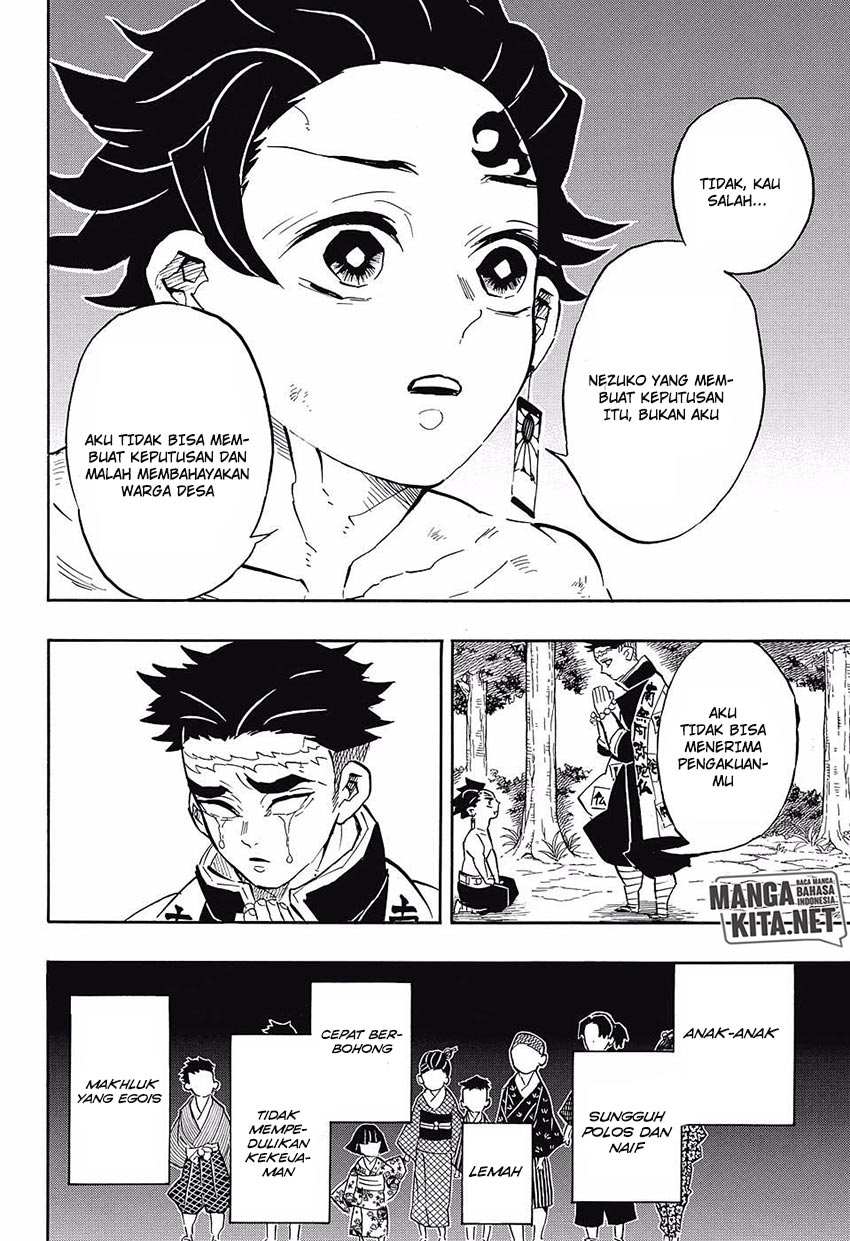 TIDAK, KAU
SALAH...
NEZUKO YANG MEM-
BUAT KEPUTUSAN
ITU, BUKAN AKU
AKU TIDAK BISA MEM-
BUAT KEPUTUSAN DAN
MALAH MEMBAHAYAKAN
WARGA DESA
AKU
TIDAK BISA
MENERIMA
PENGAKUAN-
MU
MANGA
KITA.NET
BACA MANGA
BAHASA
INDONESIA
ANAK-ANAK
SUNGGUH
POLOS DAN
NAIF
LEMAH
CEPAT BER-
BOHONG
TIDAK
MEMPE-
DULIKAN
KEKEJA-
MAN
MAKHLUK
YANG EGOIS